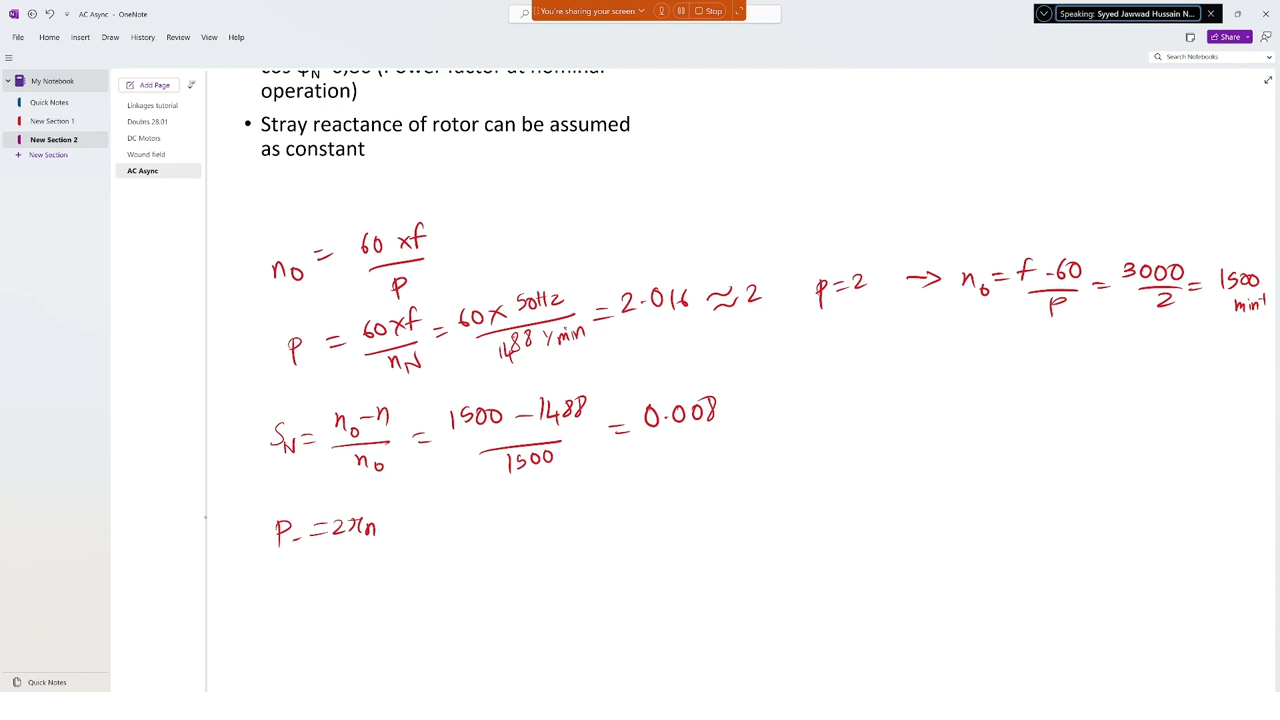 AC Async - OneNote
You're sharing your screen
Stop
Speaking: Syyed Jawwad Hussain N...
File Home Insert Draw History Review View Help
Share
Search Notebooks
My Notebook
Quick Notes
New Section 1
New Section 2
+ New Section
Add Page
Linkages tutorial
Doubts 28.01
DC Motors
Wound field
AC Async
operation)
• Stray reactance of rotor can be assumed
as constant
n₀ = 60 × f / p
p = 60 × f / n_N = 60 × 50Hz / 1488 1/min = 2.016 ≈ 2 p = 2 → n₀ = f - 60 / p = 3000 / 2 = 1500 min⁻¹
S_N = n₀ - n / n₀ = 1500 - 1488 / 1500 = 0.008
P_ = 2πn
Quick Notes